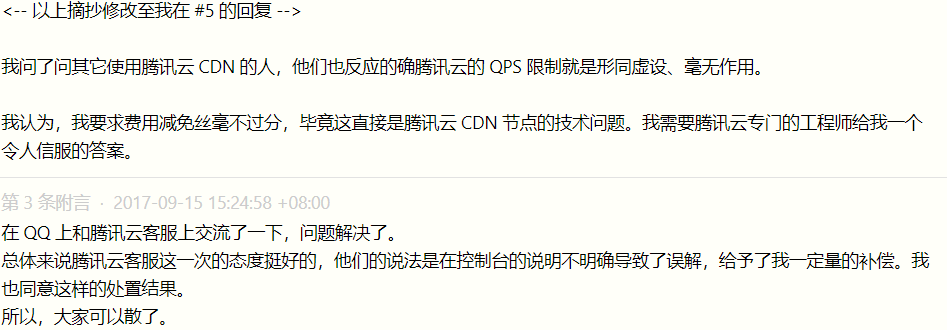 <-- 以上摘抄修改至我在 #5 的回复 -->
我问了问其它使用腾讯云 CDN 的人，他们也反应的确腾讯云的 QPS 限制就是形同虚设、毫无作用。
我认为，我要求费用减免丝毫不过分，毕竟这直接是腾讯云 CDN 节点的技术问题。我需要腾讯云专门的工程师给我一个
令人信服的答案。
第 3 条附言 · 2017-09-15 15:24:58 +08:00
在 QQ 上和腾讯云客服上交流了一下，问题解决了。
总体来说腾讯云客服这一次的态度挺好的，他们的说法是在控制台的说明不明确导致了误解，给予了我一定量的补偿。我
也同意这样的处置结果。
所以，大家可以散了。